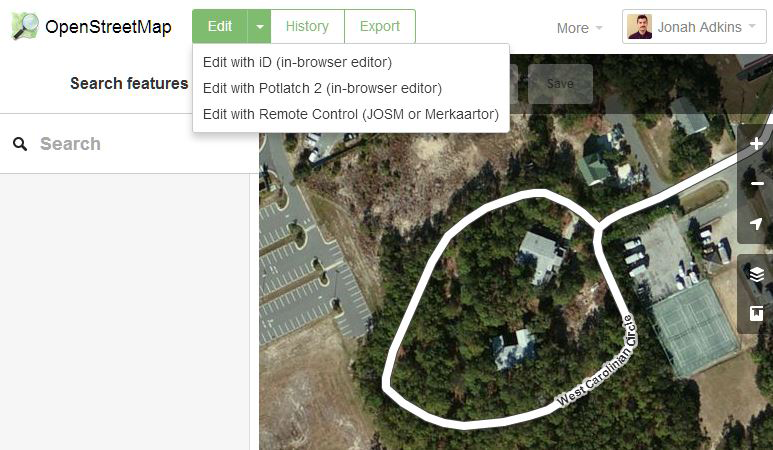 OpenStreetMap
Edit
History
Export
More
Jonah Adkins
Edit with iD (in-browser editor)
Edit with Potlatch 2 (in-browser editor)
Edit with Remote Control (JOSM or Merkaartor)
Search features
Save
Search
West Carolinian Circle